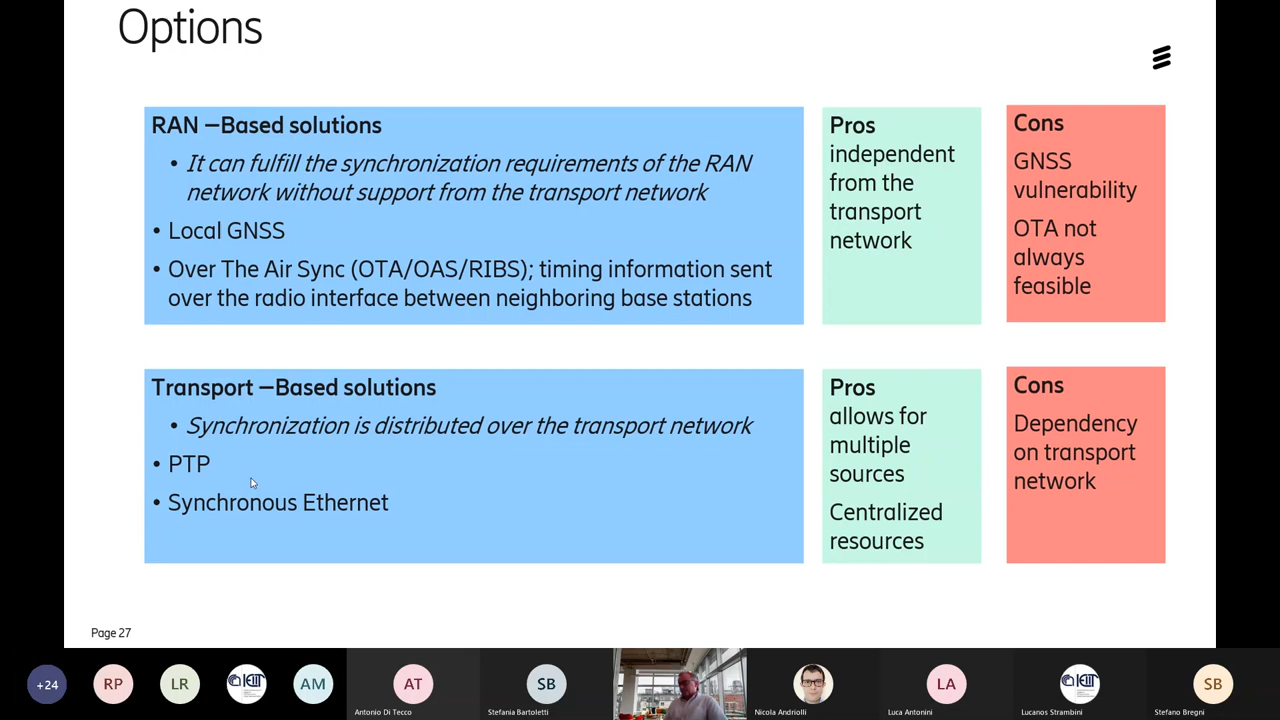 Options
RAN –Based solutions
• It can fulfill the synchronization requirements of the RAN
network without support from the transport network
• Local GNSS
• Over The Air Sync (OTA/OAS/RIBS); timing information sent
over the radio interface between neighboring base stations
Pros
independent
from the
transport
network
Cons
GNSS
vulnerability
OTA not
always
feasible
Transport –Based solutions
• Synchronization is distributed over the transport network
• PTP
• Synchronous Ethernet
Pros
allows for
multiple
sources
Centralized
resources
Cons
Dependency
on transport
network
Page 27
+24
RP
LR
AM
AT
Antonio Di Tecco
SB
Stefania Bartoletti
Nicola Andriolli
LA
Luca Antonini
Lucanos Strambini
SB
Stefano Bregni